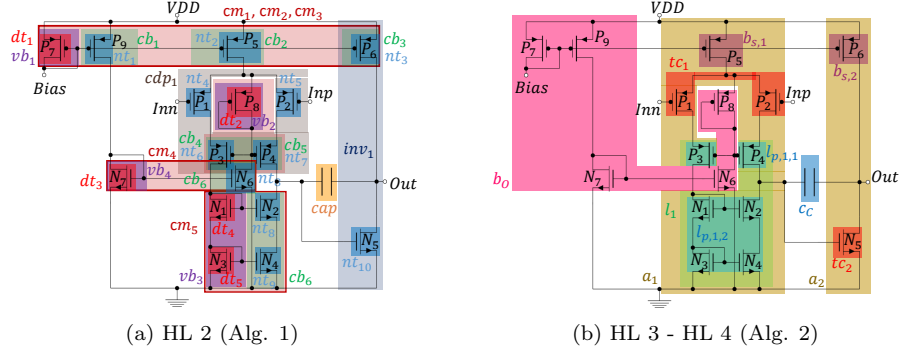 VDD
cm1, cm2, cm3
dt1
P7
P9
cb1
nt2
P5
cb2
P6
cb3
vb1
nt1
nt3
Bias
cdp1
nt4
nt5
Inn
P1
P8
P2
Inp
dt2
vb2
cb4
cb5
nt6
P3
P4
nt7
inv1
cm4
dt3
N7
vb4
cb6
N6
nt
Out
cap
N1
N2
cm5
dt4
nt8
N5
N3
N4
nt10
vb3
dt5
nt9
cb6
(a) HL 2 (Alg. 1)
VDD
P7
P9
bs,1
P5
P6
bs,2
Bias
tc1
Inn
P1
P8
P2
Inp
P3
P4
lp,1,1
bO
N7
N6
Out
l1
N1
N2
cC
lp,1,2
N5
N3
N4
tc2
a1
a2
(b) HL 3 - HL 4 (Alg. 2)